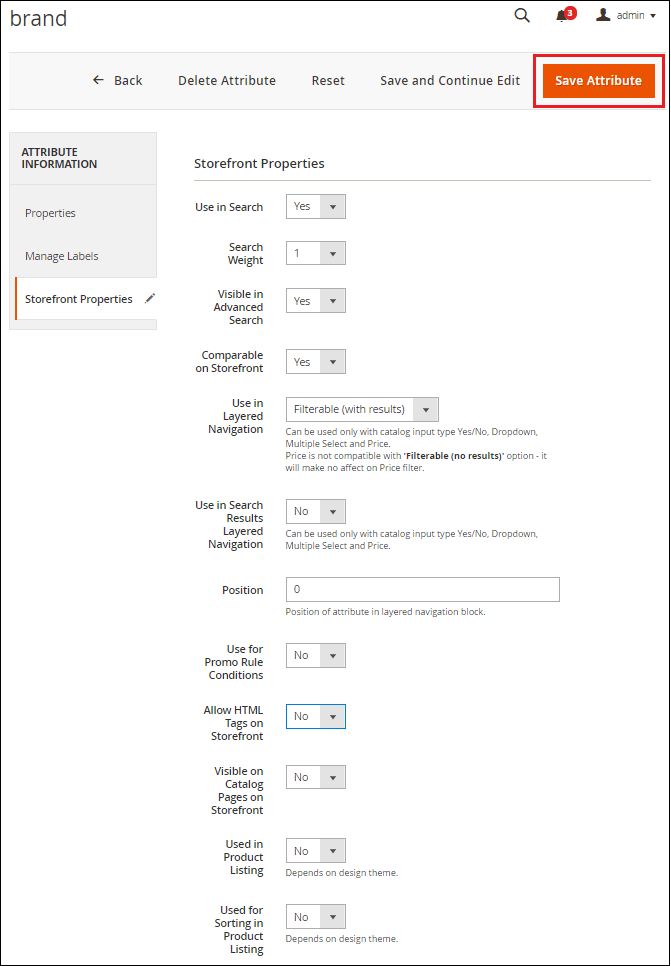 brand
3
admin
Back
Delete Attribute
Reset
Save and Continue Edit
Save Attribute
ATTRIBUTE
INFORMATION
Properties
Manage Labels
Storefront Properties
Storefront Properties
Use in Search
Yes
Search
Weight
1
Visible in
Advanced
Search
Yes
Comparable
on Storefront
Yes
Use in
Layered
Navigation
Filterable (with results)
Can be used only with catalog input type Yes/No, Dropdown,
Multiple Select and Price.
Price is not compatible with 'Filterable (no results)' option - it
will make no affect on Price filter.
Use in Search
Results
Layered
Navigation
No
Can be used only with catalog input type Yes/No, Dropdown,
Multiple Select and Price.
Position
0
Position of attribute in layered navigation block.
Use for
Promo Rule
Conditions
No
Allow HTML
Tags on
Storefront
No
Visible on
Catalog
Pages on
Storefront
No
Used in
Product
Listing
No
Depends on design theme.
Used for
Sorting in
Product
Listing
No
Depends on design theme.